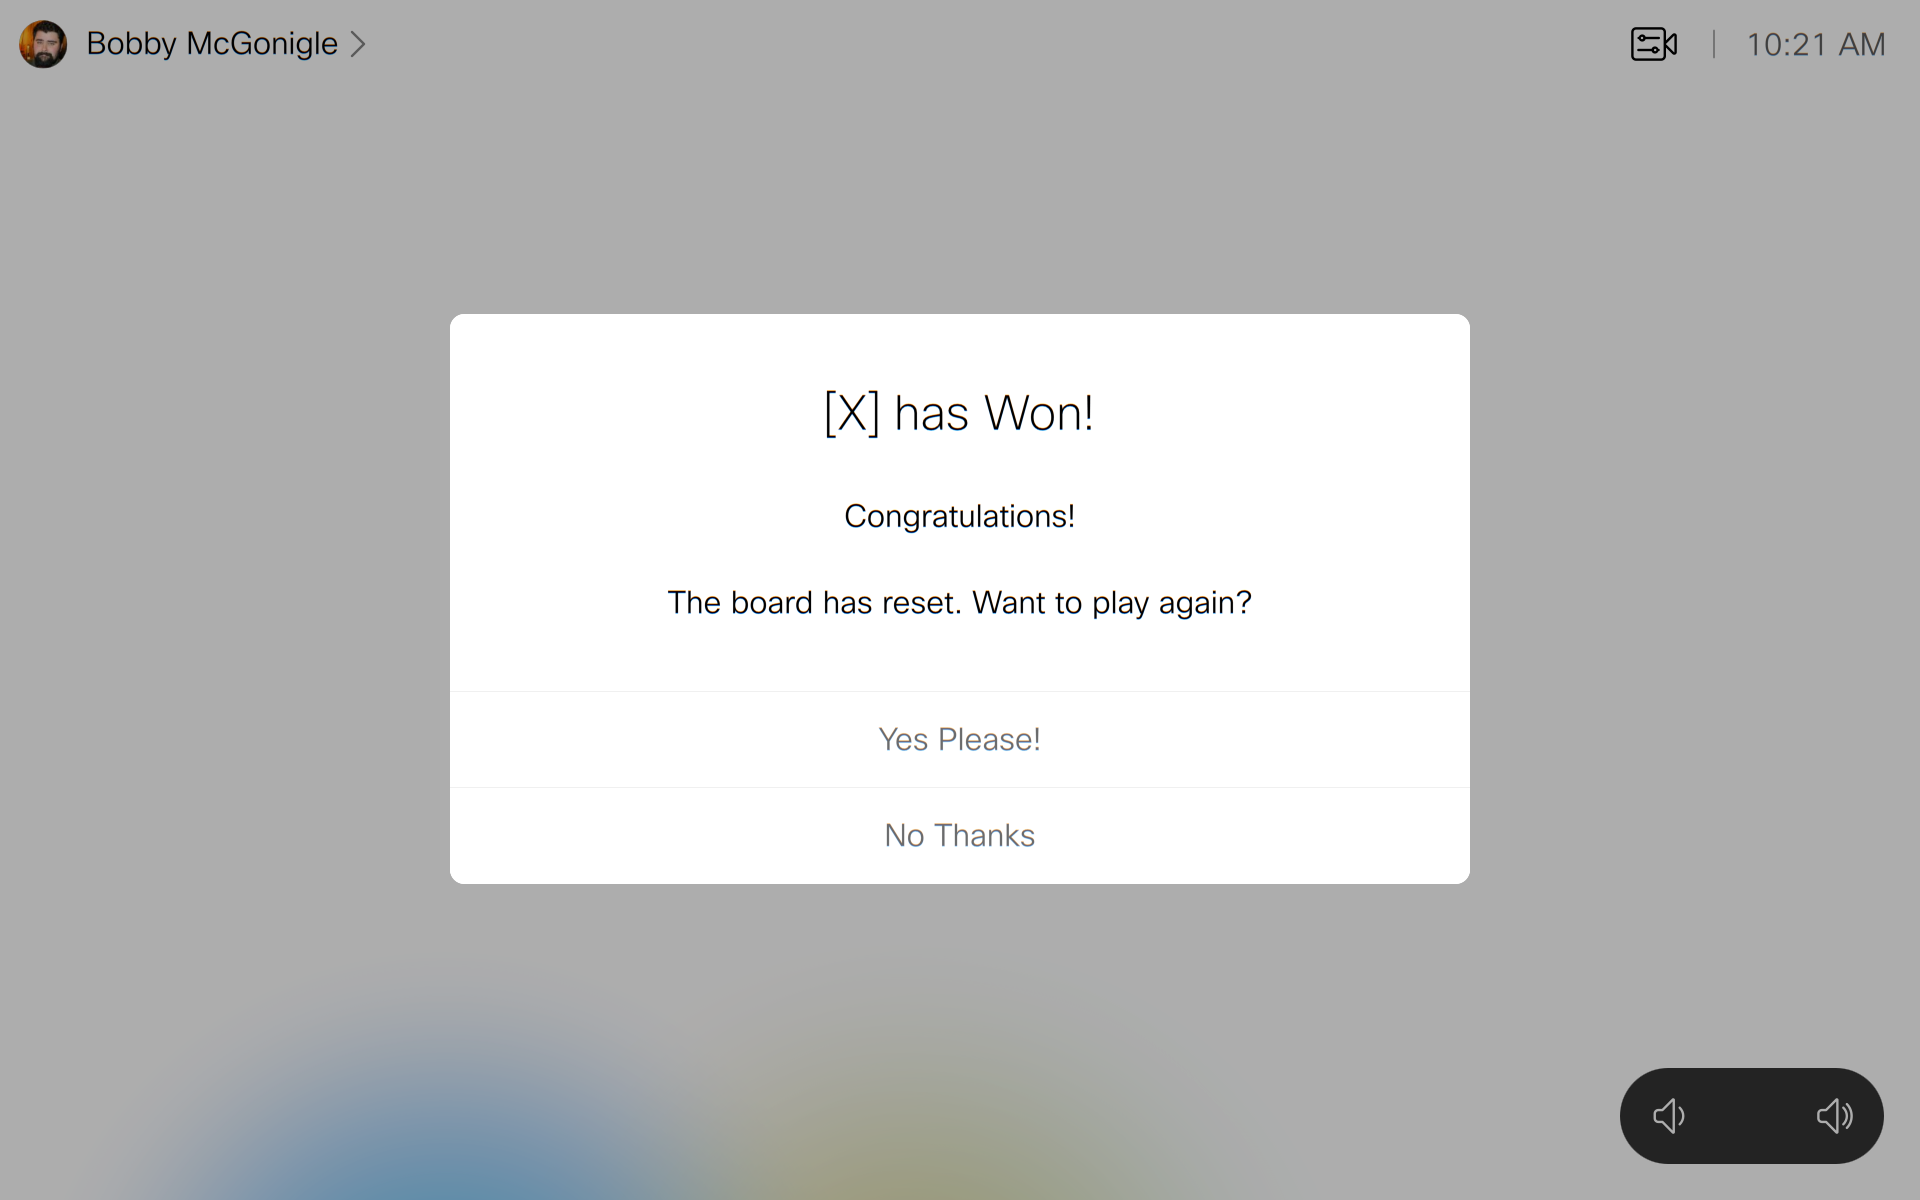 Bobby McGonigle
10:21 AM
[X] has Won!
Congratulations!
The board has reset. Want to play again?
Yes Please!
No Thanks